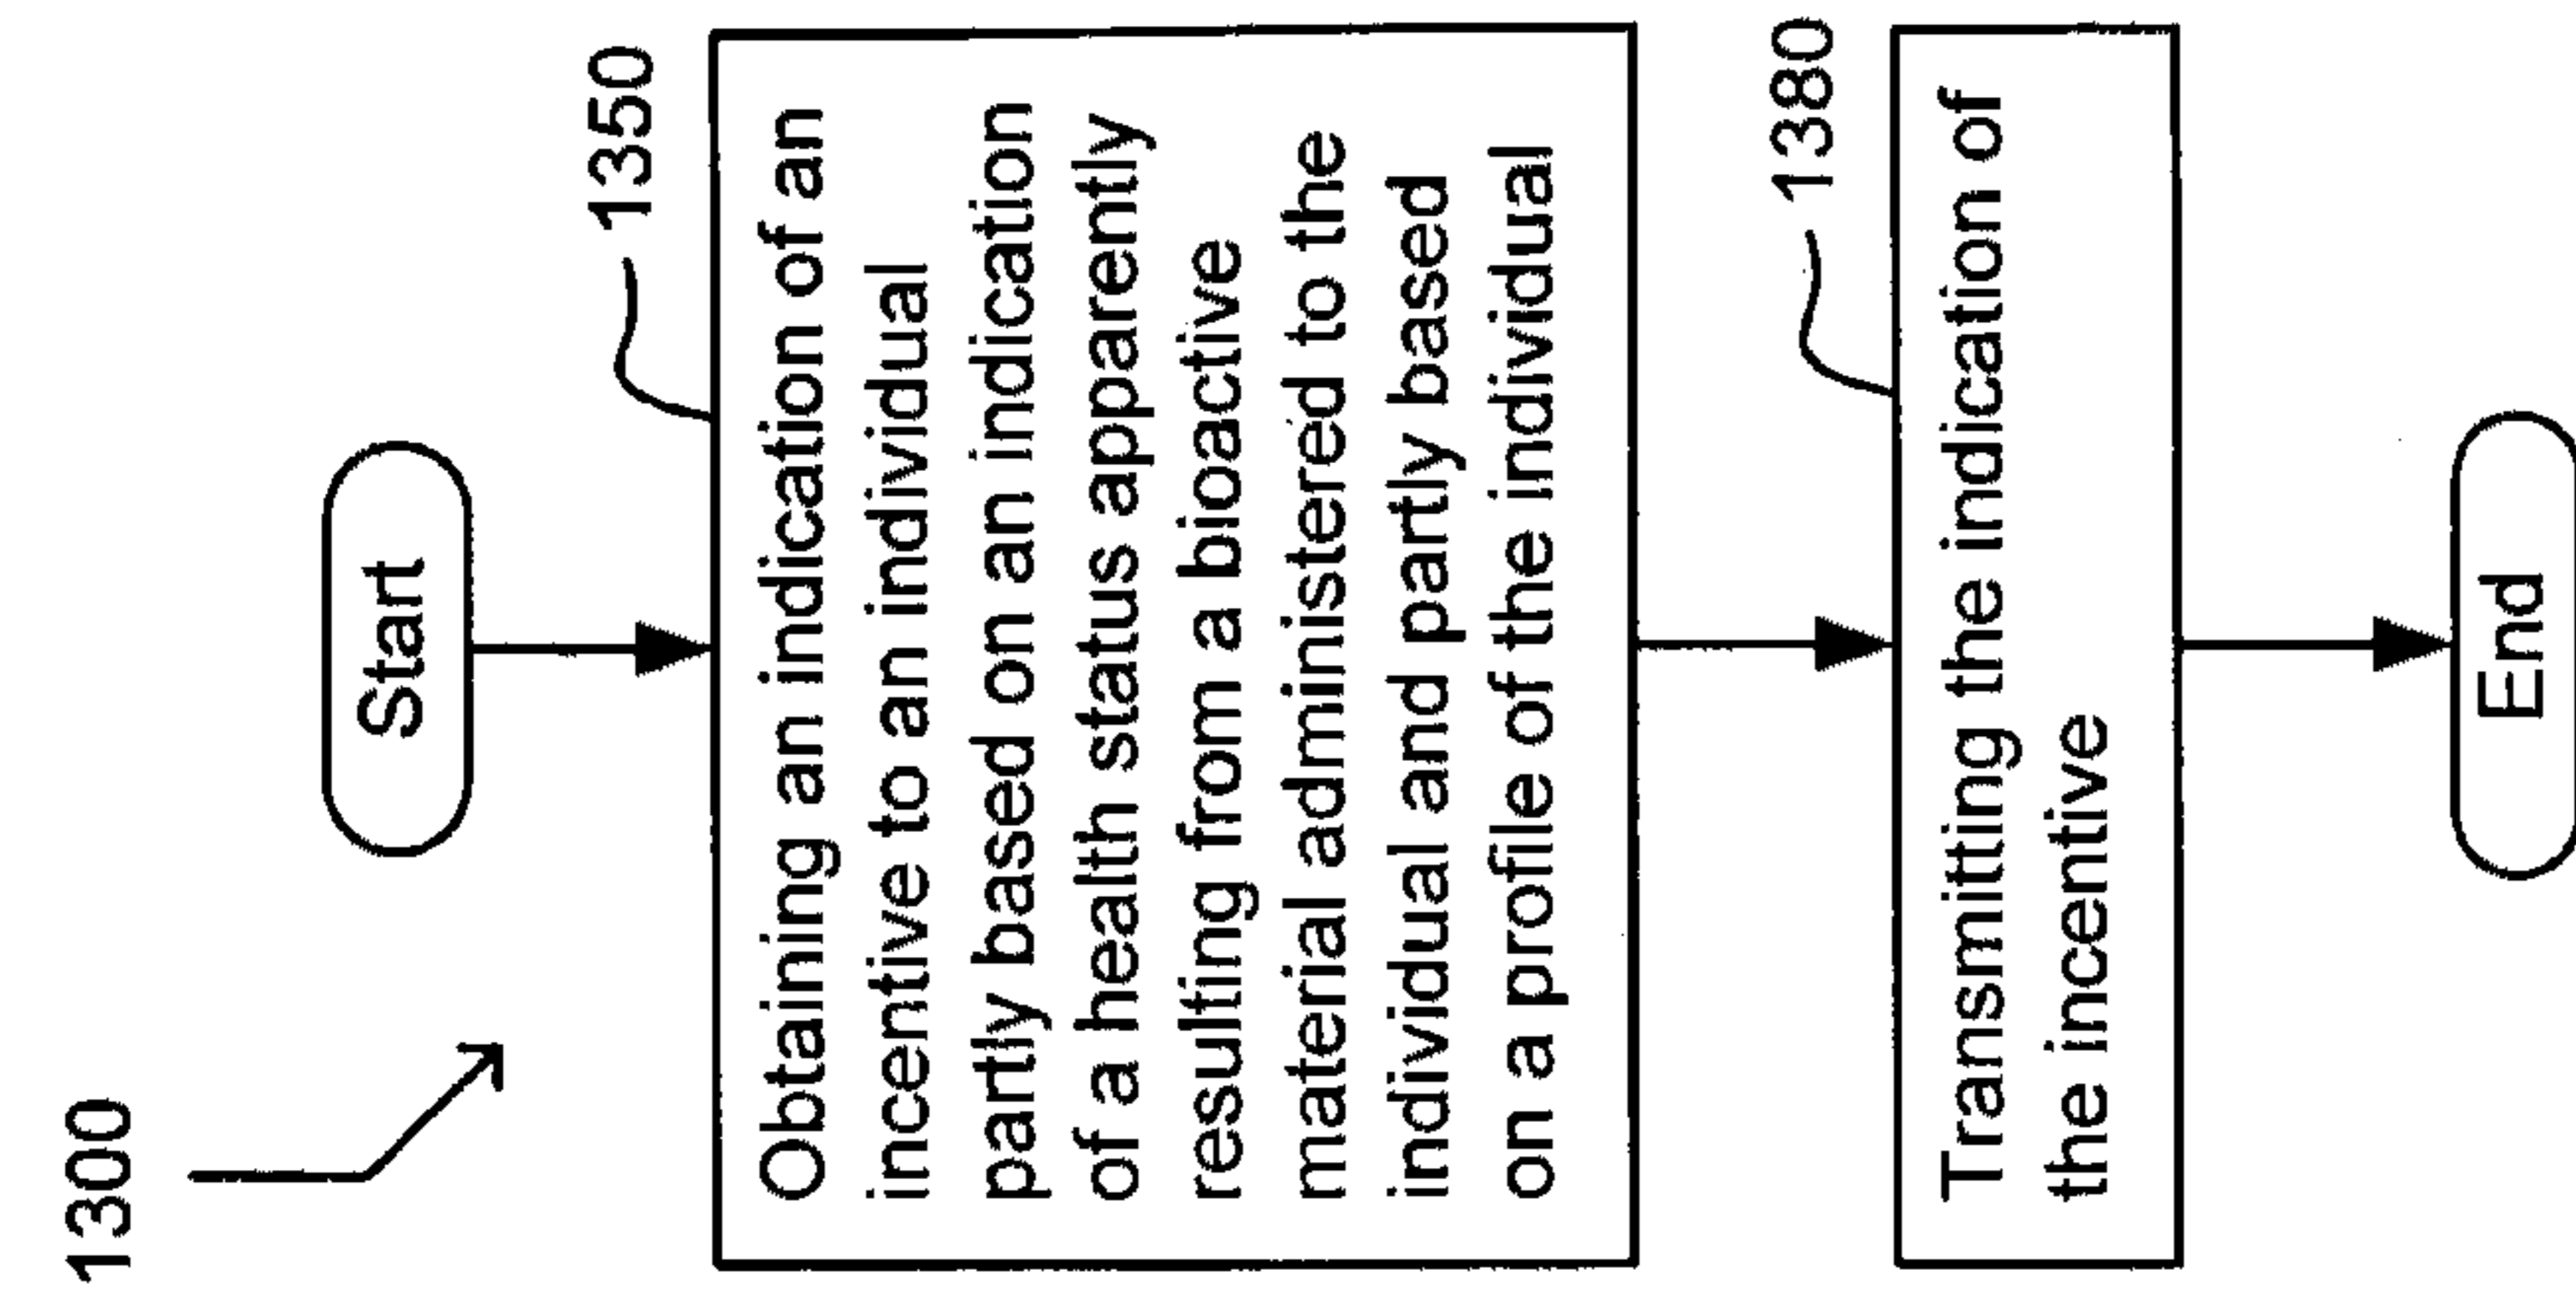 1300
Start
1350
Obtaining an indication of an
incentive to an individual
partly based on an indication
of a health status apparently
resulting from a bioactive
material administered to the
individual and partly based
on a profile of the individual
1380
Transmitting the indication of
the incentive
End